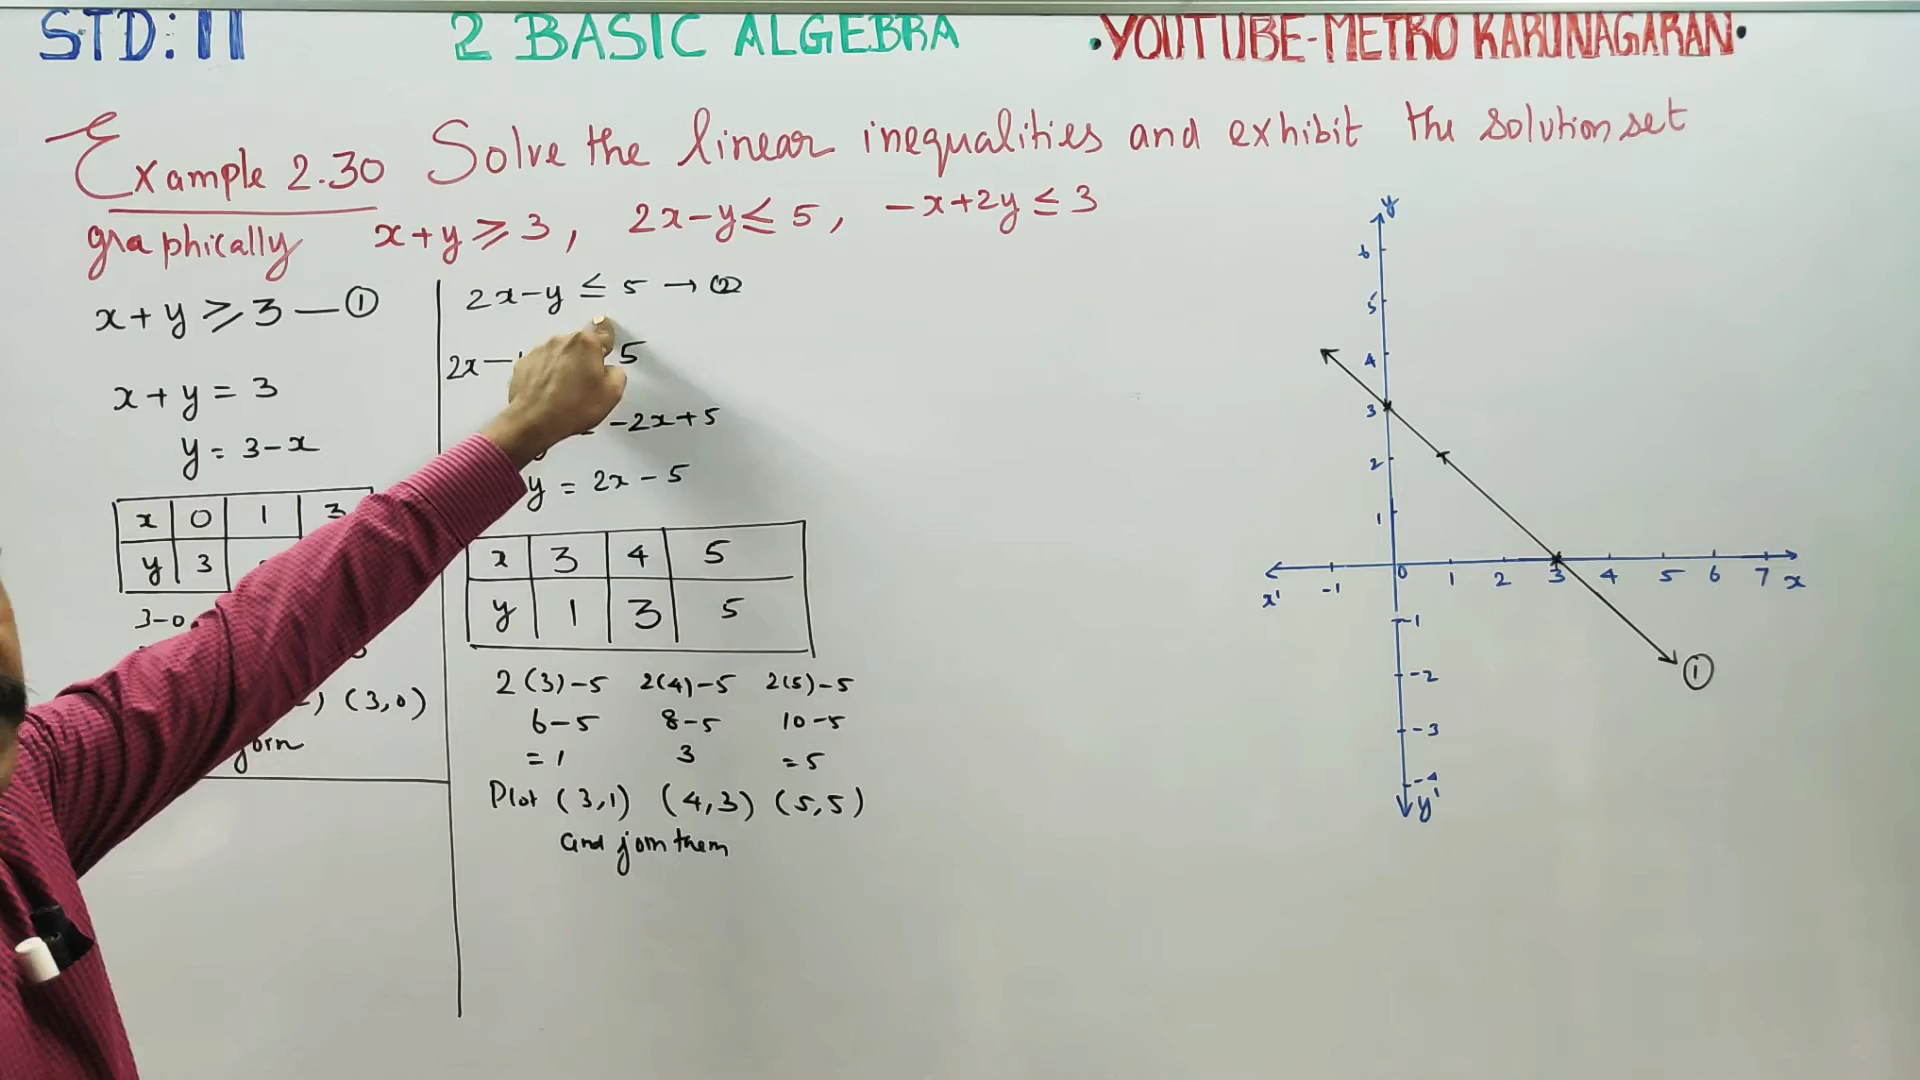 STD: 11 2 BASIC ALGEBRA •YOUTUBE-METRO KARUNAGARAN•
Example 2.30 Solve the linear inequalities and exhibit the solution set
graphically x+y ≥ 3, 2x-y ≤ 5, -x+2y ≤ 3
x+y ≥ 3 — ①
x+y = 3
y = 3-x
x 0 1 3
y 3
3-0
(3,0)
join
2x-y ≤ 5 → ②
2x- 5
-2x+5
y = 2x-5
x 3 4 5
y 1 3 5
2(3)-5 2(4)-5 2(5)-5
6-5 8-5 10-5
=1 3 =5
Plot (3,1) (4,3) (5,5)
and join them
y
6
5
4
3
2
1
x' -1 0 1 2 3 4 5 6 7 x
-1
①
-2
-3
-4
y'